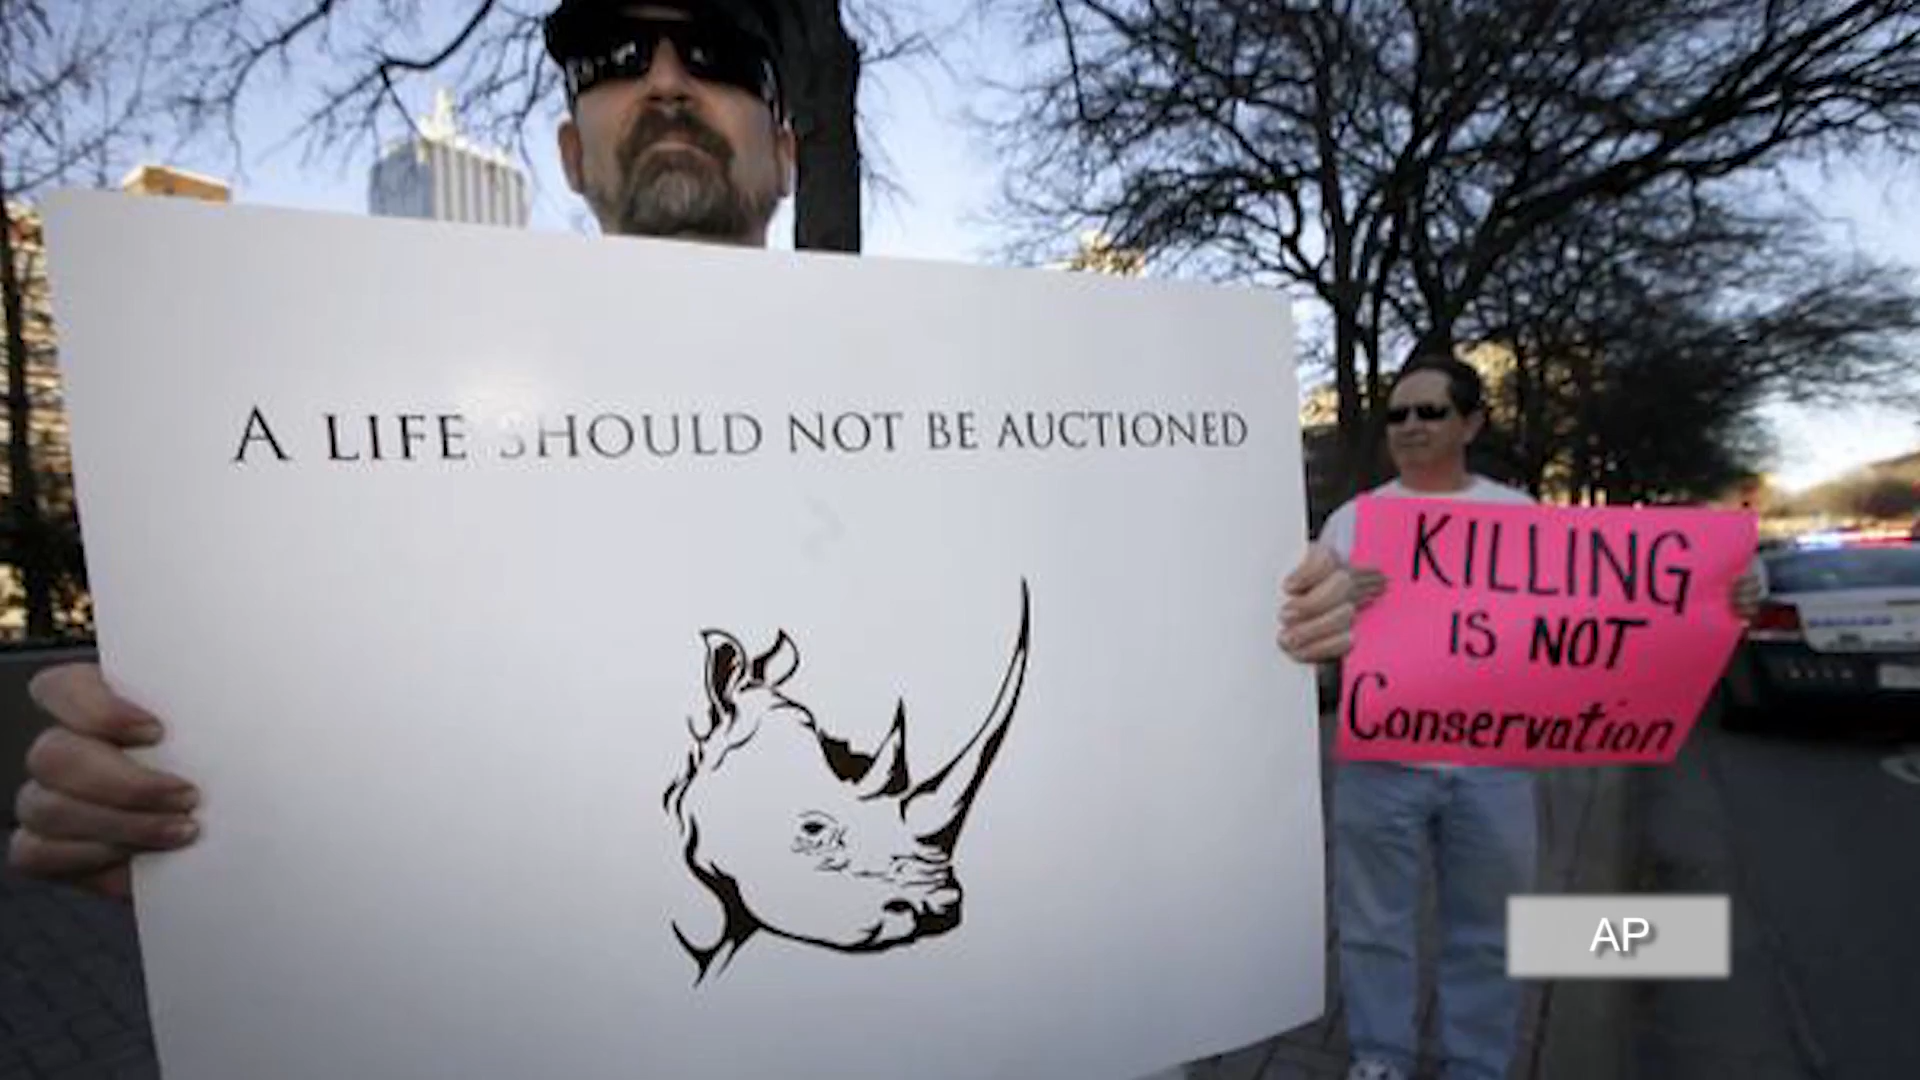 A LIFE SHOULD NOT BE AUCTIONED
KILLING
IS NOT
Conservation
AP